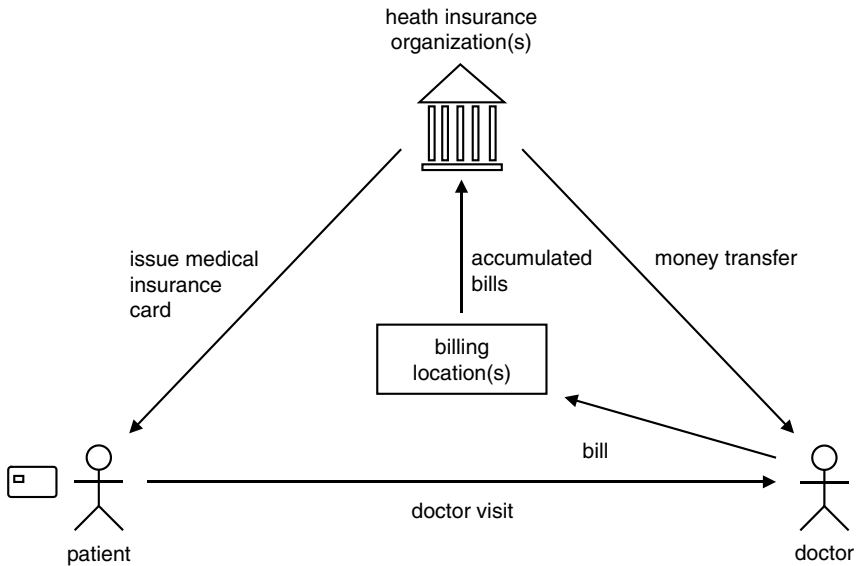 heath insurance
organization(s)
issue medical
insurance
card
accumulated
bills
money transfer
billing
location(s)
bill
doctor visit
patient
doctor